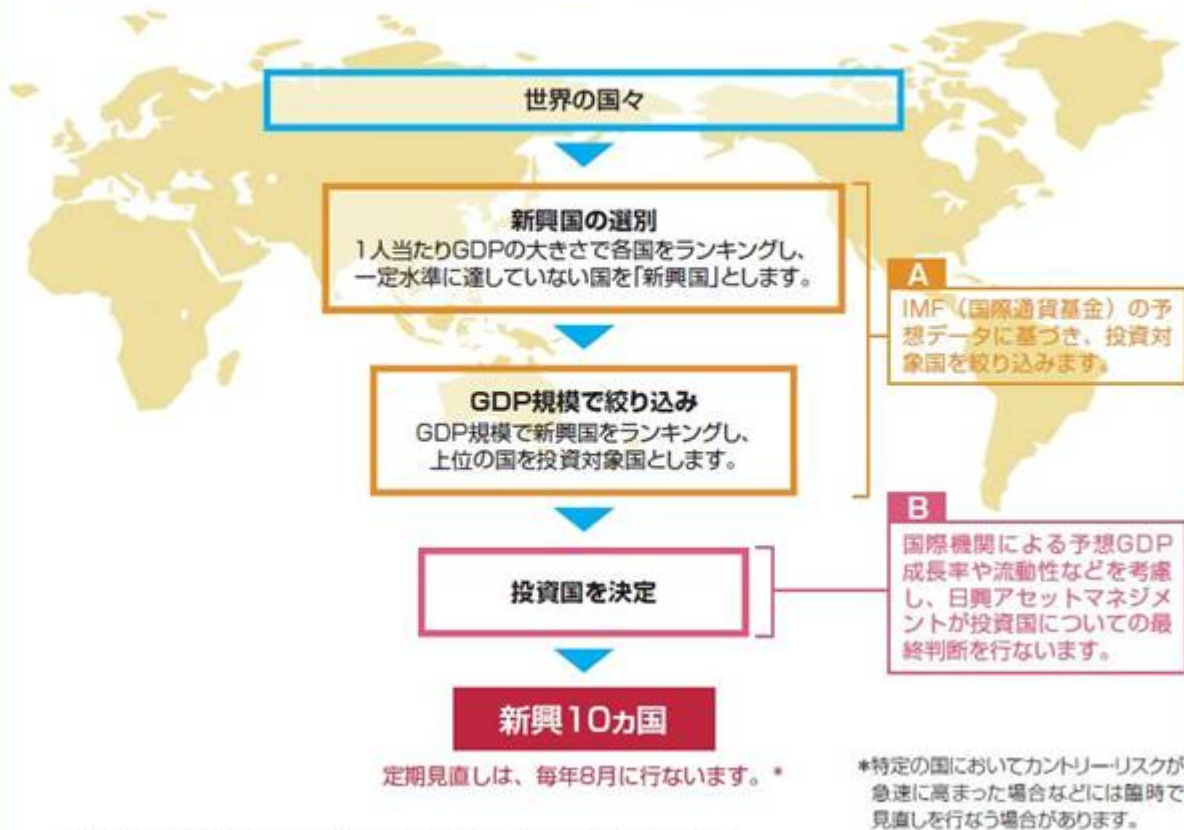 世界の国々
新興国の選別
1人当たりGDPの大きさで各国をランキングし、
一定水準に達していない国を「新興国」とします。
A
IMF（国際通貨基金）の予
想データに基づき、投資対
象国を絞り込みます。
GDP規模で絞り込み
GDP規模で新興国をランキングし、
上位の国を投資対象国とします。
B
国際機関による予想GDP
成長率や流動性などを考慮
し、日興アセットマネジメ
ントが投資国についての最
終判断を行ないます。
投資国を決定
新興10ヵ国
定期見直しは、毎年8月に行ないます。*
*特定の国においてカントリー・リスクが
急速に高まった場合などには臨時で
見直しを行なう場合があります。